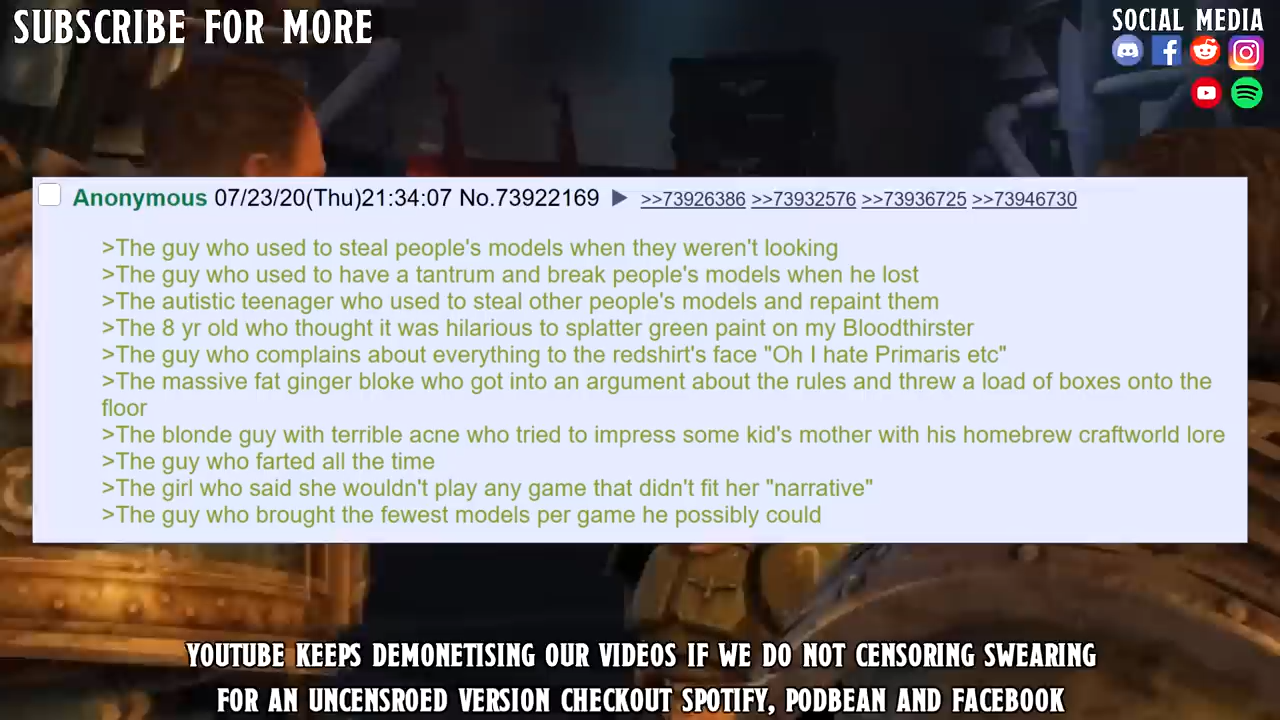 SUBSCRIBE FOR MORE
SOCIAL MEDIA
Anonymous 07/23/20(Thu)21:34:07 No.73922169 ▶ >>73926386 >>73932576 >>73936725 >>73946730
>The guy who used to steal people's models when they weren't looking
>The guy who used to have a tantrum and break people's models when he lost
>The autistic teenager who used to steal other people's models and repaint them
>The 8 yr old who thought it was hilarious to splatter green paint on my Bloodthirster
>The guy who complains about everything to the redshirt's face "Oh I hate Primaris etc"
>The massive fat ginger bloke who got into an argument about the rules and threw a load of boxes onto the
floor
>The blonde guy with terrible acne who tried to impress some kid's mother with his homebrew craftworld lore
>The guy who farted all the time
>The girl who said she wouldn't play any game that didn't fit her "narrative"
>The guy who brought the fewest models per game he possibly could
YOUTUBE KEEPS DEMONETISING OUR VIDEOS IF WE DO NOT CENSORING SWEARING
FOR AN UNCENSROED VERSION CHECKOUT SPOTIFY, PODBEAN AND FACEBOOK